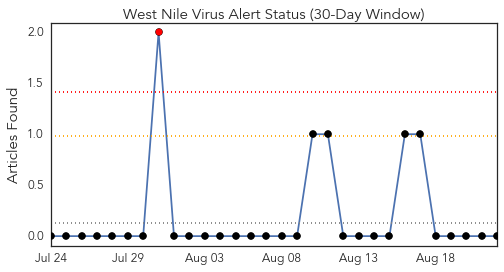 West Nile Virus Alert Status (30-Day Window)
Articles Found
2.0
1.5
1.0
0.5
0.0
Jul 24 Jul 29 Aug 03 Aug 08 Aug 13 Aug 18